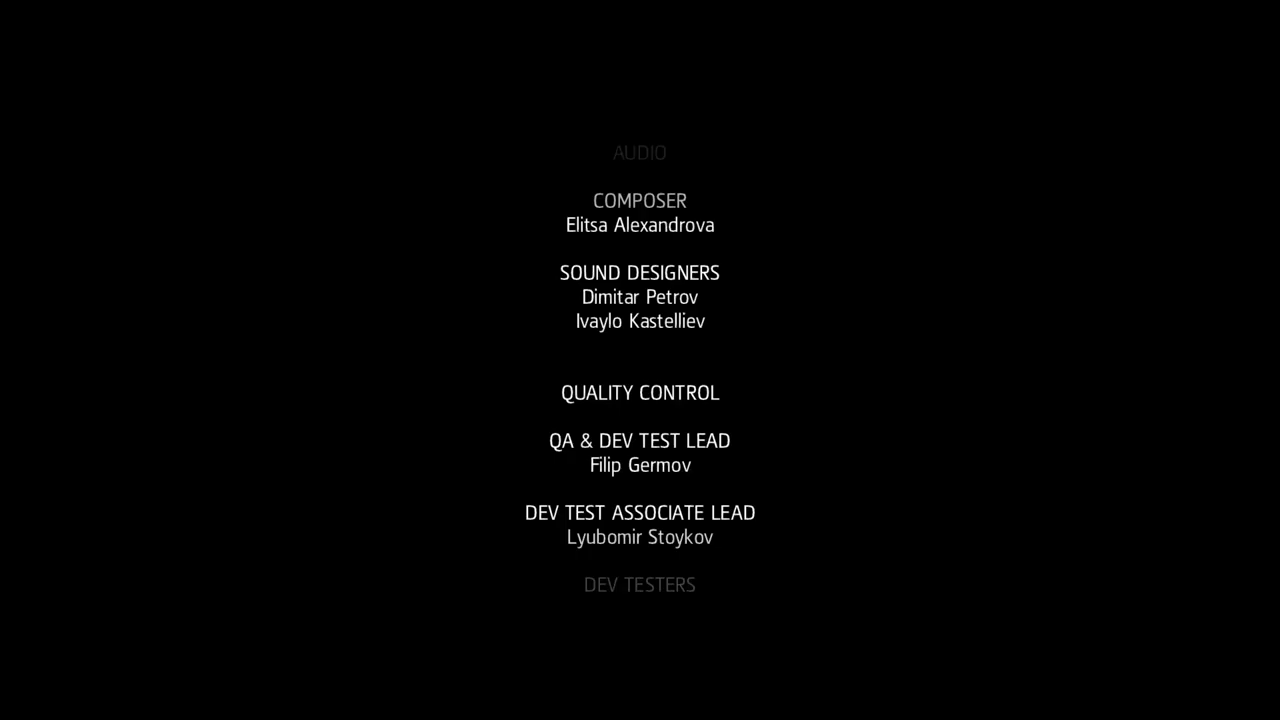 AUDIO
COMPOSER
Elitsa Alexandrova
SOUND DESIGNERS
Dimitar Petrov
Ivaylo Kastelliev
QUALITY CONTROL
QA & DEV TEST LEAD
Filip Germov
DEV TEST ASSOCIATE LEAD
Lyubomir Stoykov
DEV TESTERS